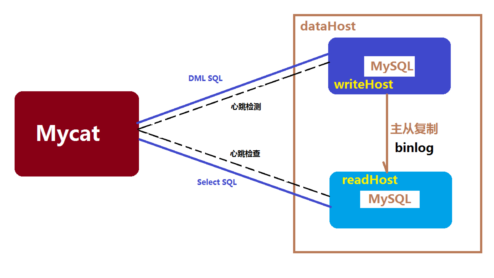 dataHost
MySQL
writeHost
DML SQL
心跳检测
Mycat
主从复制
binlog
心跳检查
Select SQL
readHost
MySQL